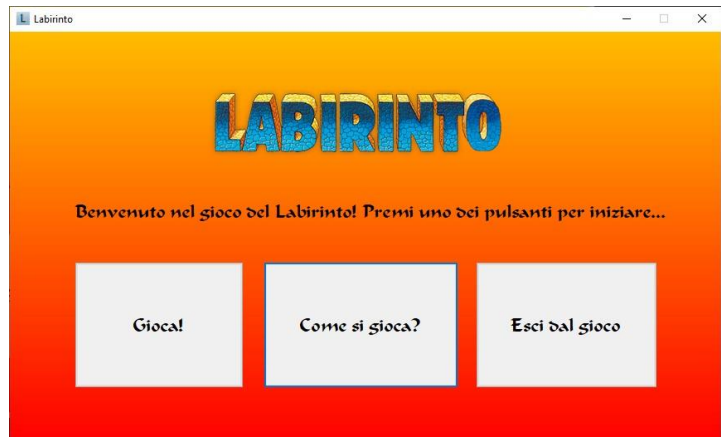 L Labirinto
LABIRINTO
Benvenuto nel gioco del Labirinto! Premi uno dei pulsanti per iniziare...
Gioca!
Come si gioca?
Esci dal gioco